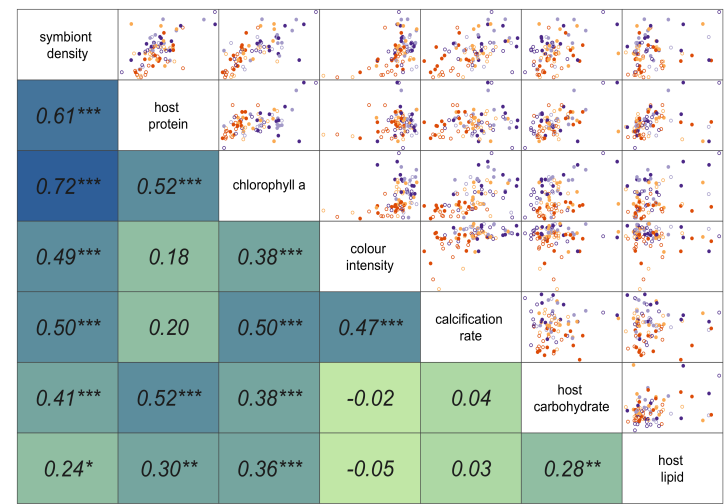 symbiont
density
0.61***
host
protein
0.72***
0.52***
chlorophyll a
0.49***
0.18
0.38***
colour
intensity
0.50***
0.20
0.50***
0.47***
calcification
rate
0.41***
0.52***
0.38***
-0.02
0.04
host
carbohydrate
0.24*
0.30**
0.36***
-0.05
0.03
0.28**
host
lipid